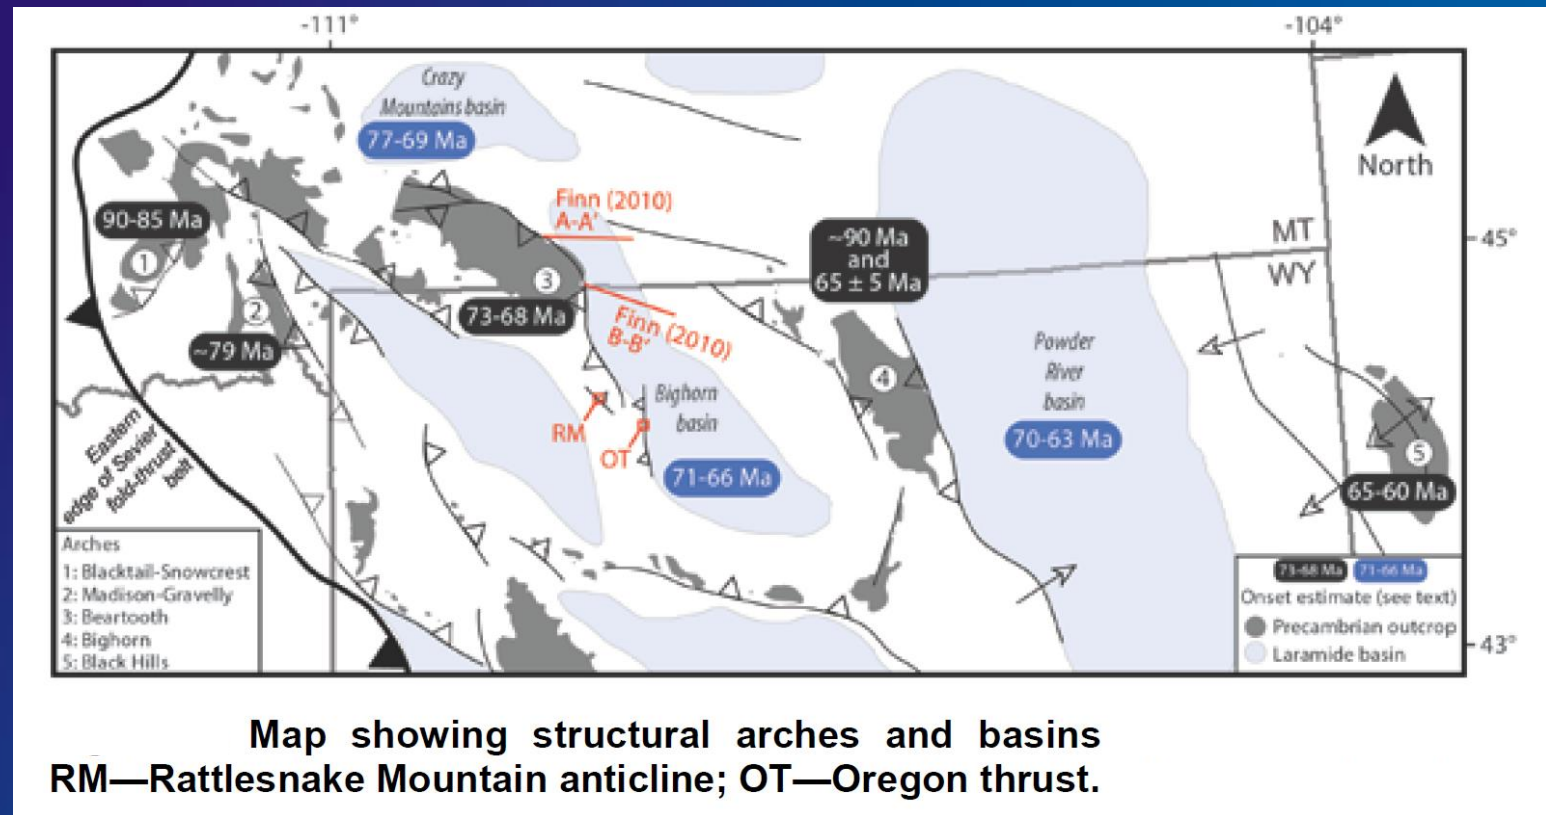 -111°
-104°
Crazy
Mountains basin
77-69 Ma
North
90-85 Ma
Finn (2010)
A-A’
~90 Ma
and
65 ± 5 Ma
MT
45°
WY
1
3
2
73-68 Ma
Finn (2010)
B-B’
~79 Ma
Powder
River
basin
4
Bighorn
basin
RM
OT
70-63 Ma
71-66 Ma
5
65-60 Ma
Eastern
edge of Sevier
fold-thrust
belt
Arches
1: Blacktail-Snowcrest
2: Madison-Gravelly
3: Beartooth
4: Bighorn
5: Black Hills
73-68 Ma 71-66 Ma
Onset estimate (see text)
Precambrian outcrop
Laramide basin
43°
Map showing structural arches and basins
RM—Rattlesnake Mountain anticline; OT—Oregon thrust.